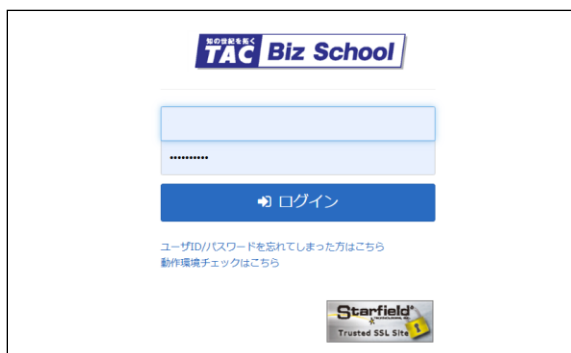 知の世紀を拓く
TAC Biz School
••••••••••
ログイン
ユーザID/パスワードを忘れてしまった方はこちら
動作環境チェックはこちら
Starfield
TECHNOLOGIES, INC.
Trusted SSL Site